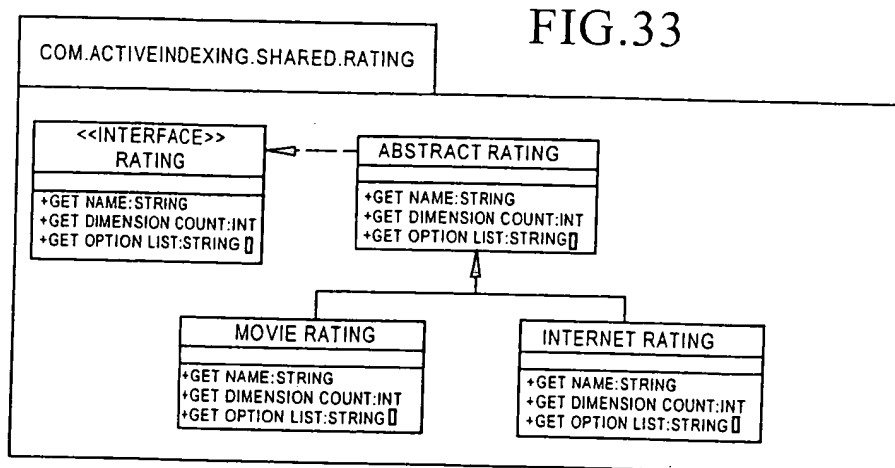 FIG.33
COM.ACTIVEINDEXING.SHARED.RATING
<<INTERFACE>>
RATING
+GET NAME:STRING
+GET DIMENSION COUNT:INT
+GET OPTION LIST:STRING []
ABSTRACT RATING
+GET NAME:STRING
+GET DIMENSION COUNT:INT
+GET OPTION LIST:STRING[]
MOVIE RATING
+GET NAME:STRING
+GET DIMENSION COUNT:INT
+GET OPTION LIST:STRING []
INTERNET RATING
+GET NAME:STRING
+GET DIMENSION COUNT:INT
+GET OPTION LIST:STRING []